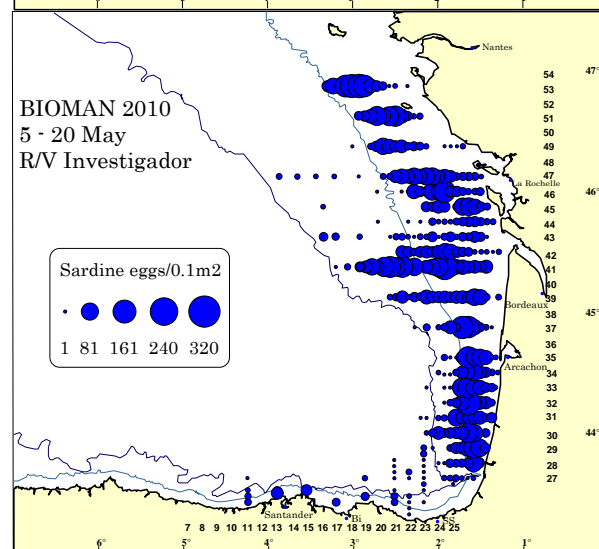 Nantes
47°
54
53
52
51
50
49
48
47
La Rochelle
46°
46
45
44
43
42
41
40
39
Bordeaux
38
45°
37
36
35
Arcachon
34
33
32
31
30
44°
29
28
27
BIOMAN 2010
5 - 20 May
R/V Investigador
Sardine eggs/0.1m2
1 81 161 240 320
Santander
Bi
SS
7 8 9 10 11 12 13 14 15 16 17 18 19 20 21 22 23 24 25
6° 5° 4° 3° 2° 1°